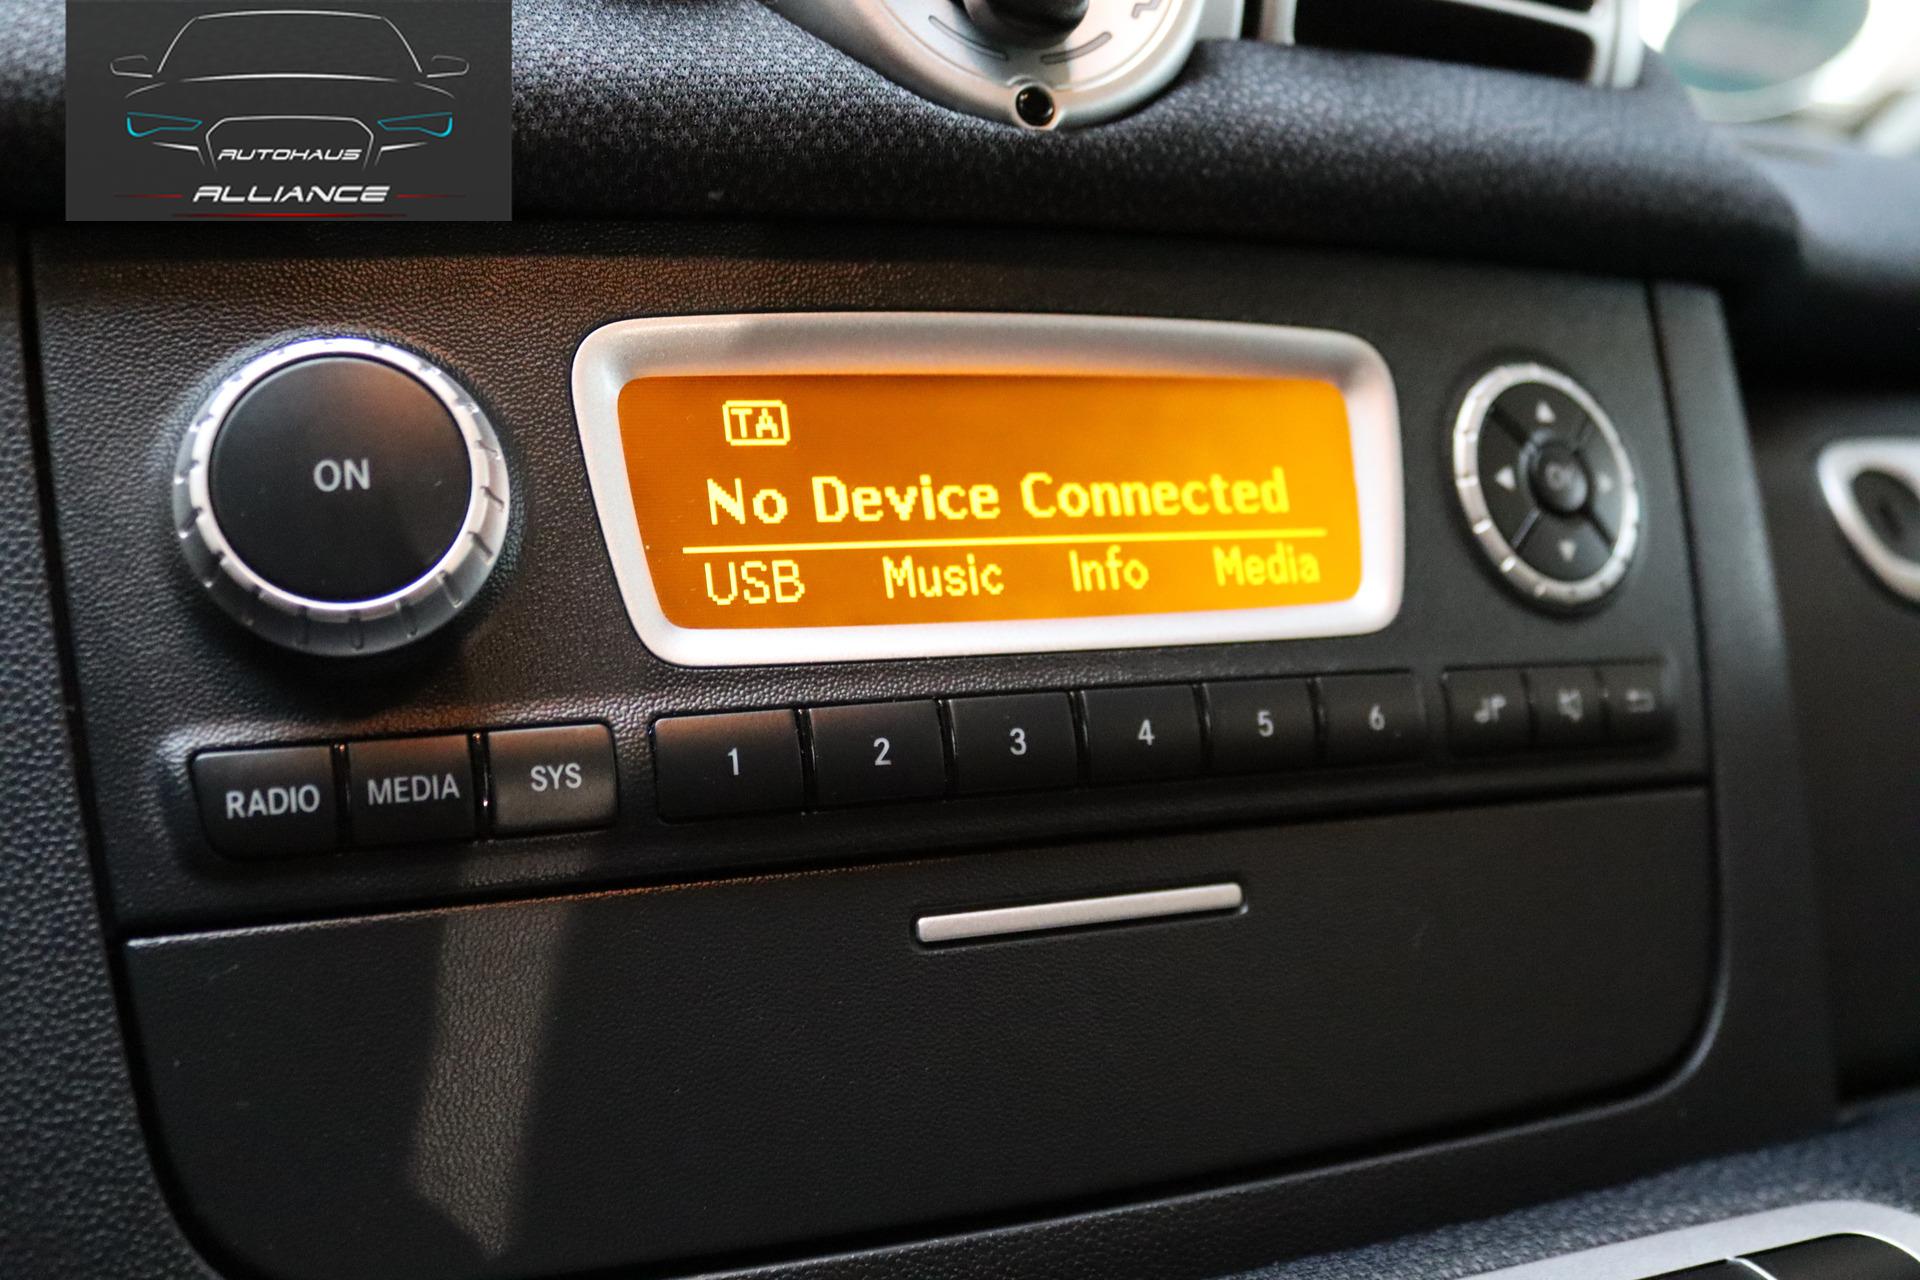 AUTOHAUS
ALLIANCE
ON
TA
No Device Connected
USB Music Info Media
OK
RADIO MEDIA SYS 1 2 3 4 5 6